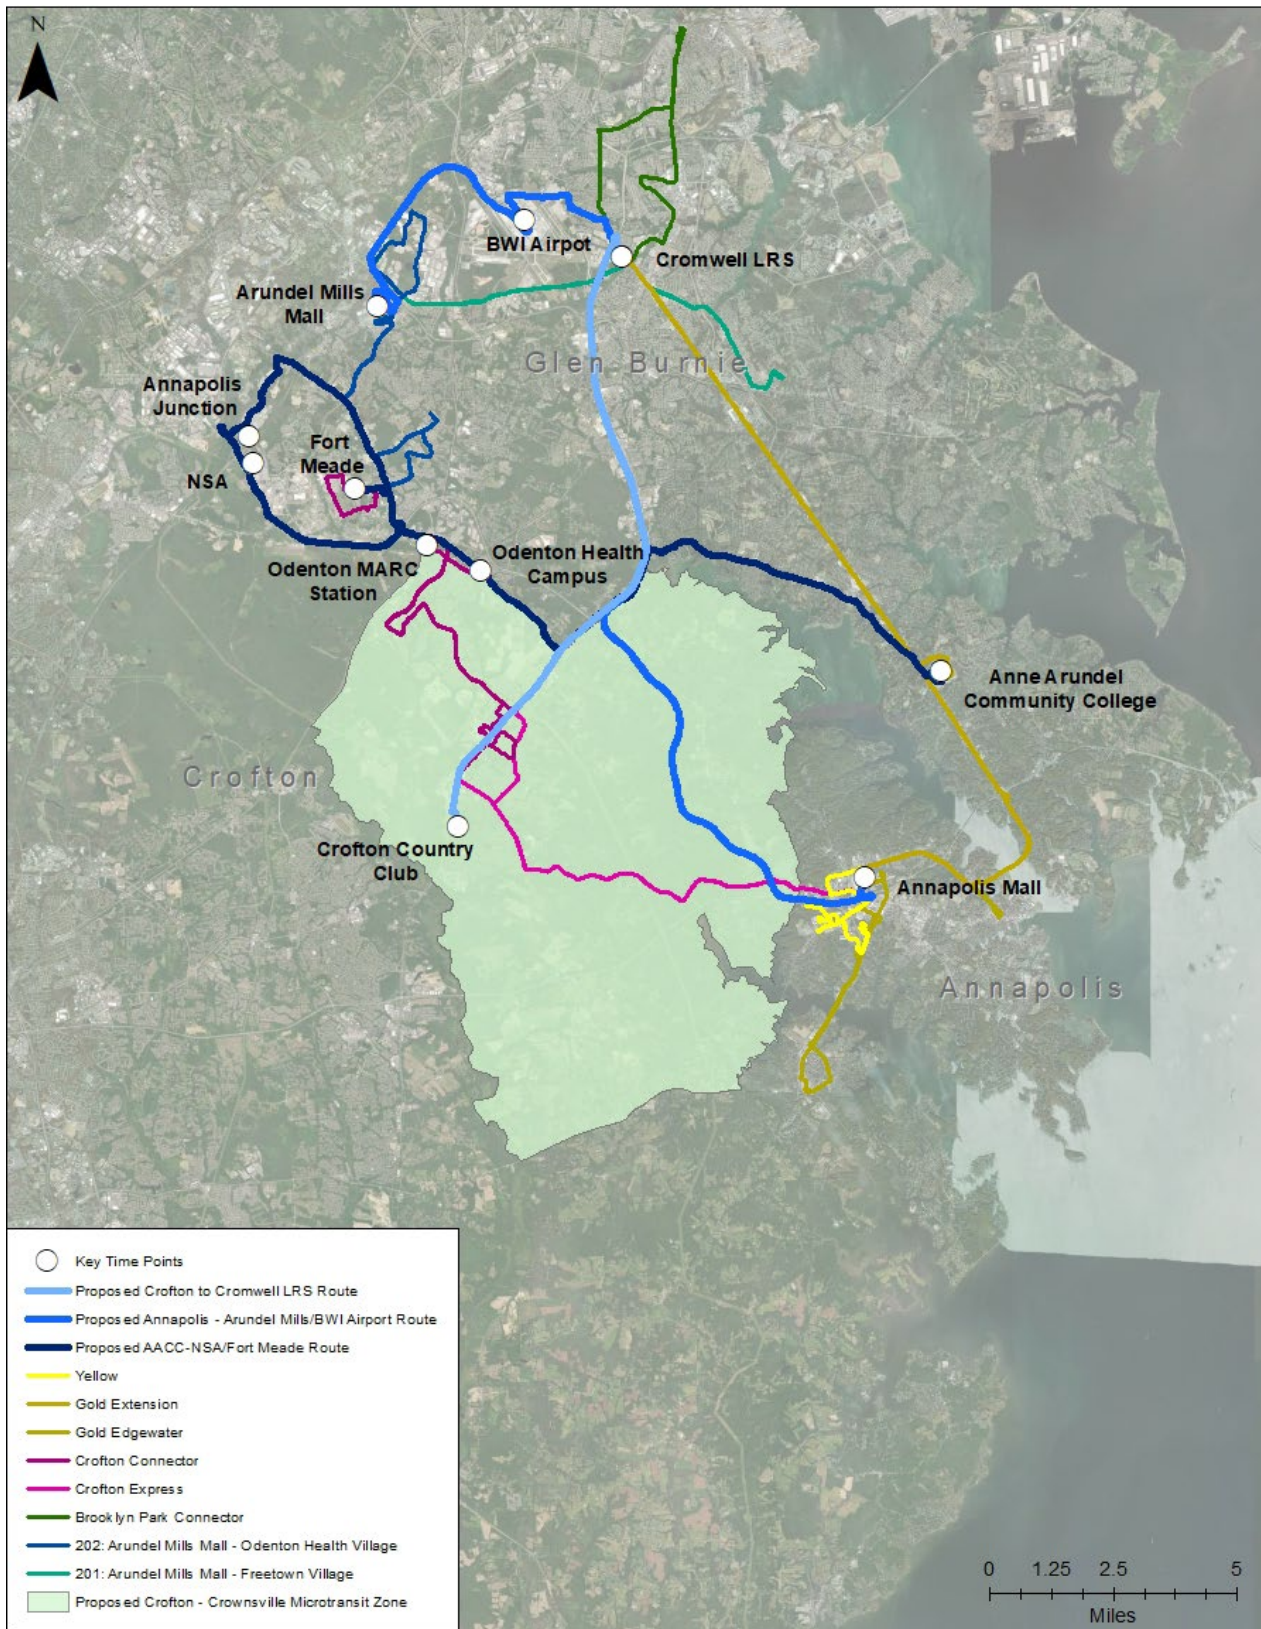 N
BWI Airpot
Cromwell LRS
Arundel Mills
Mall
Glen Burnie
Annapolis
Junction
Fort
Meade
NSA
Odenton MARC
Station
Odenton Health
Campus
Anne Arundel
Community College
Crofton
Crofton Country
Club
Annapolis Mall
Annapolis
Key Time Points
Proposed Crofton to Cromwell LRS Route
Proposed Annapolis - Arundel Mills/BWI Airport Route
Proposed AACC-NSA/Fort Meade Route
Yellow
Gold Extension
Gold Edgewater
Crofton Connector
Crofton Express
Brooklyn Park Connector
202: Arundel Mills Mall - Odenton Health Village
201: Arundel Mills Mall - Freetown Village
Proposed Crofton - Crownsville Microtransit Zone
0 1.25 2.5 5
Miles